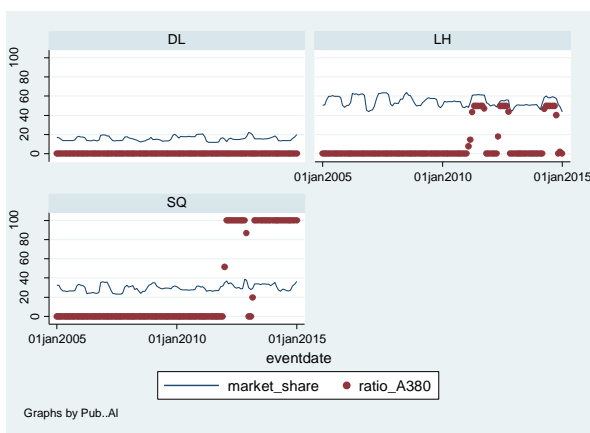 DL
LH
0 20 40 60 80 100
01jan2005 01jan2010 01jan2015
SQ
0 20 40 60 80 100
01jan2005 01jan2010 01jan2015
eventdate
market_share ratio_A380
Graphs by Pub..Al